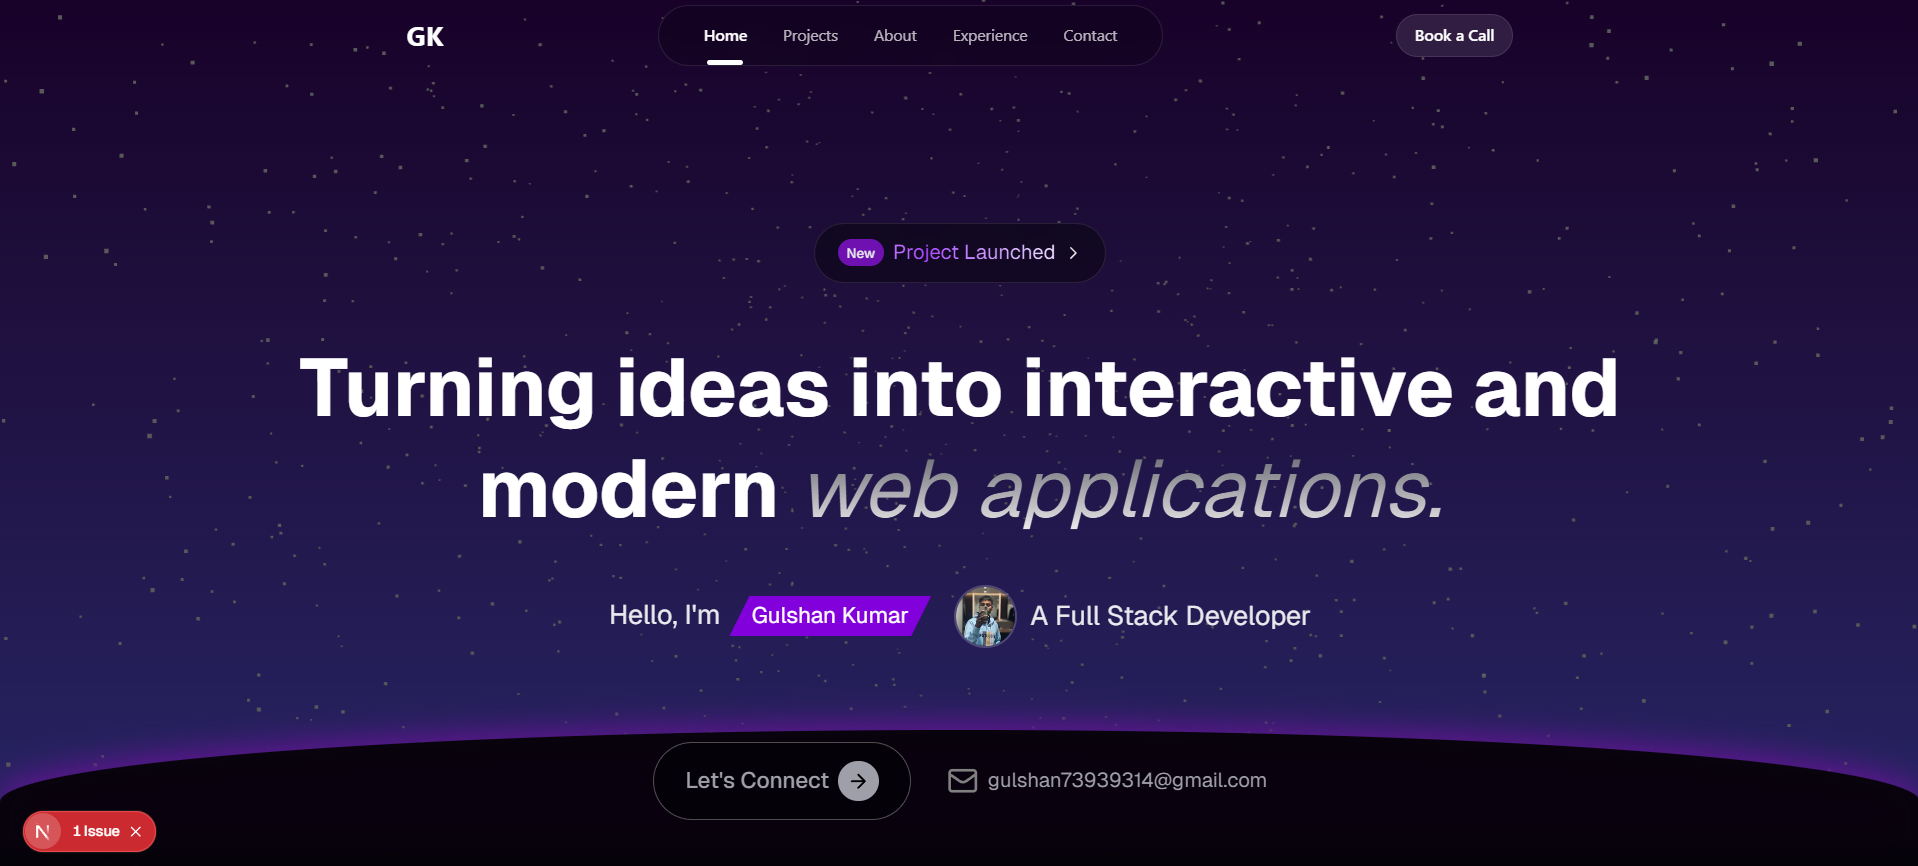 GK
Home Projects About Experience Contact
Book a Call
New Project Launched
Turning ideas into interactive and
modern web applications.
Hello, I'm Gulshan Kumar A Full Stack Developer
Let's Connect gulshan73939314@gmail.com
N 1 Issue